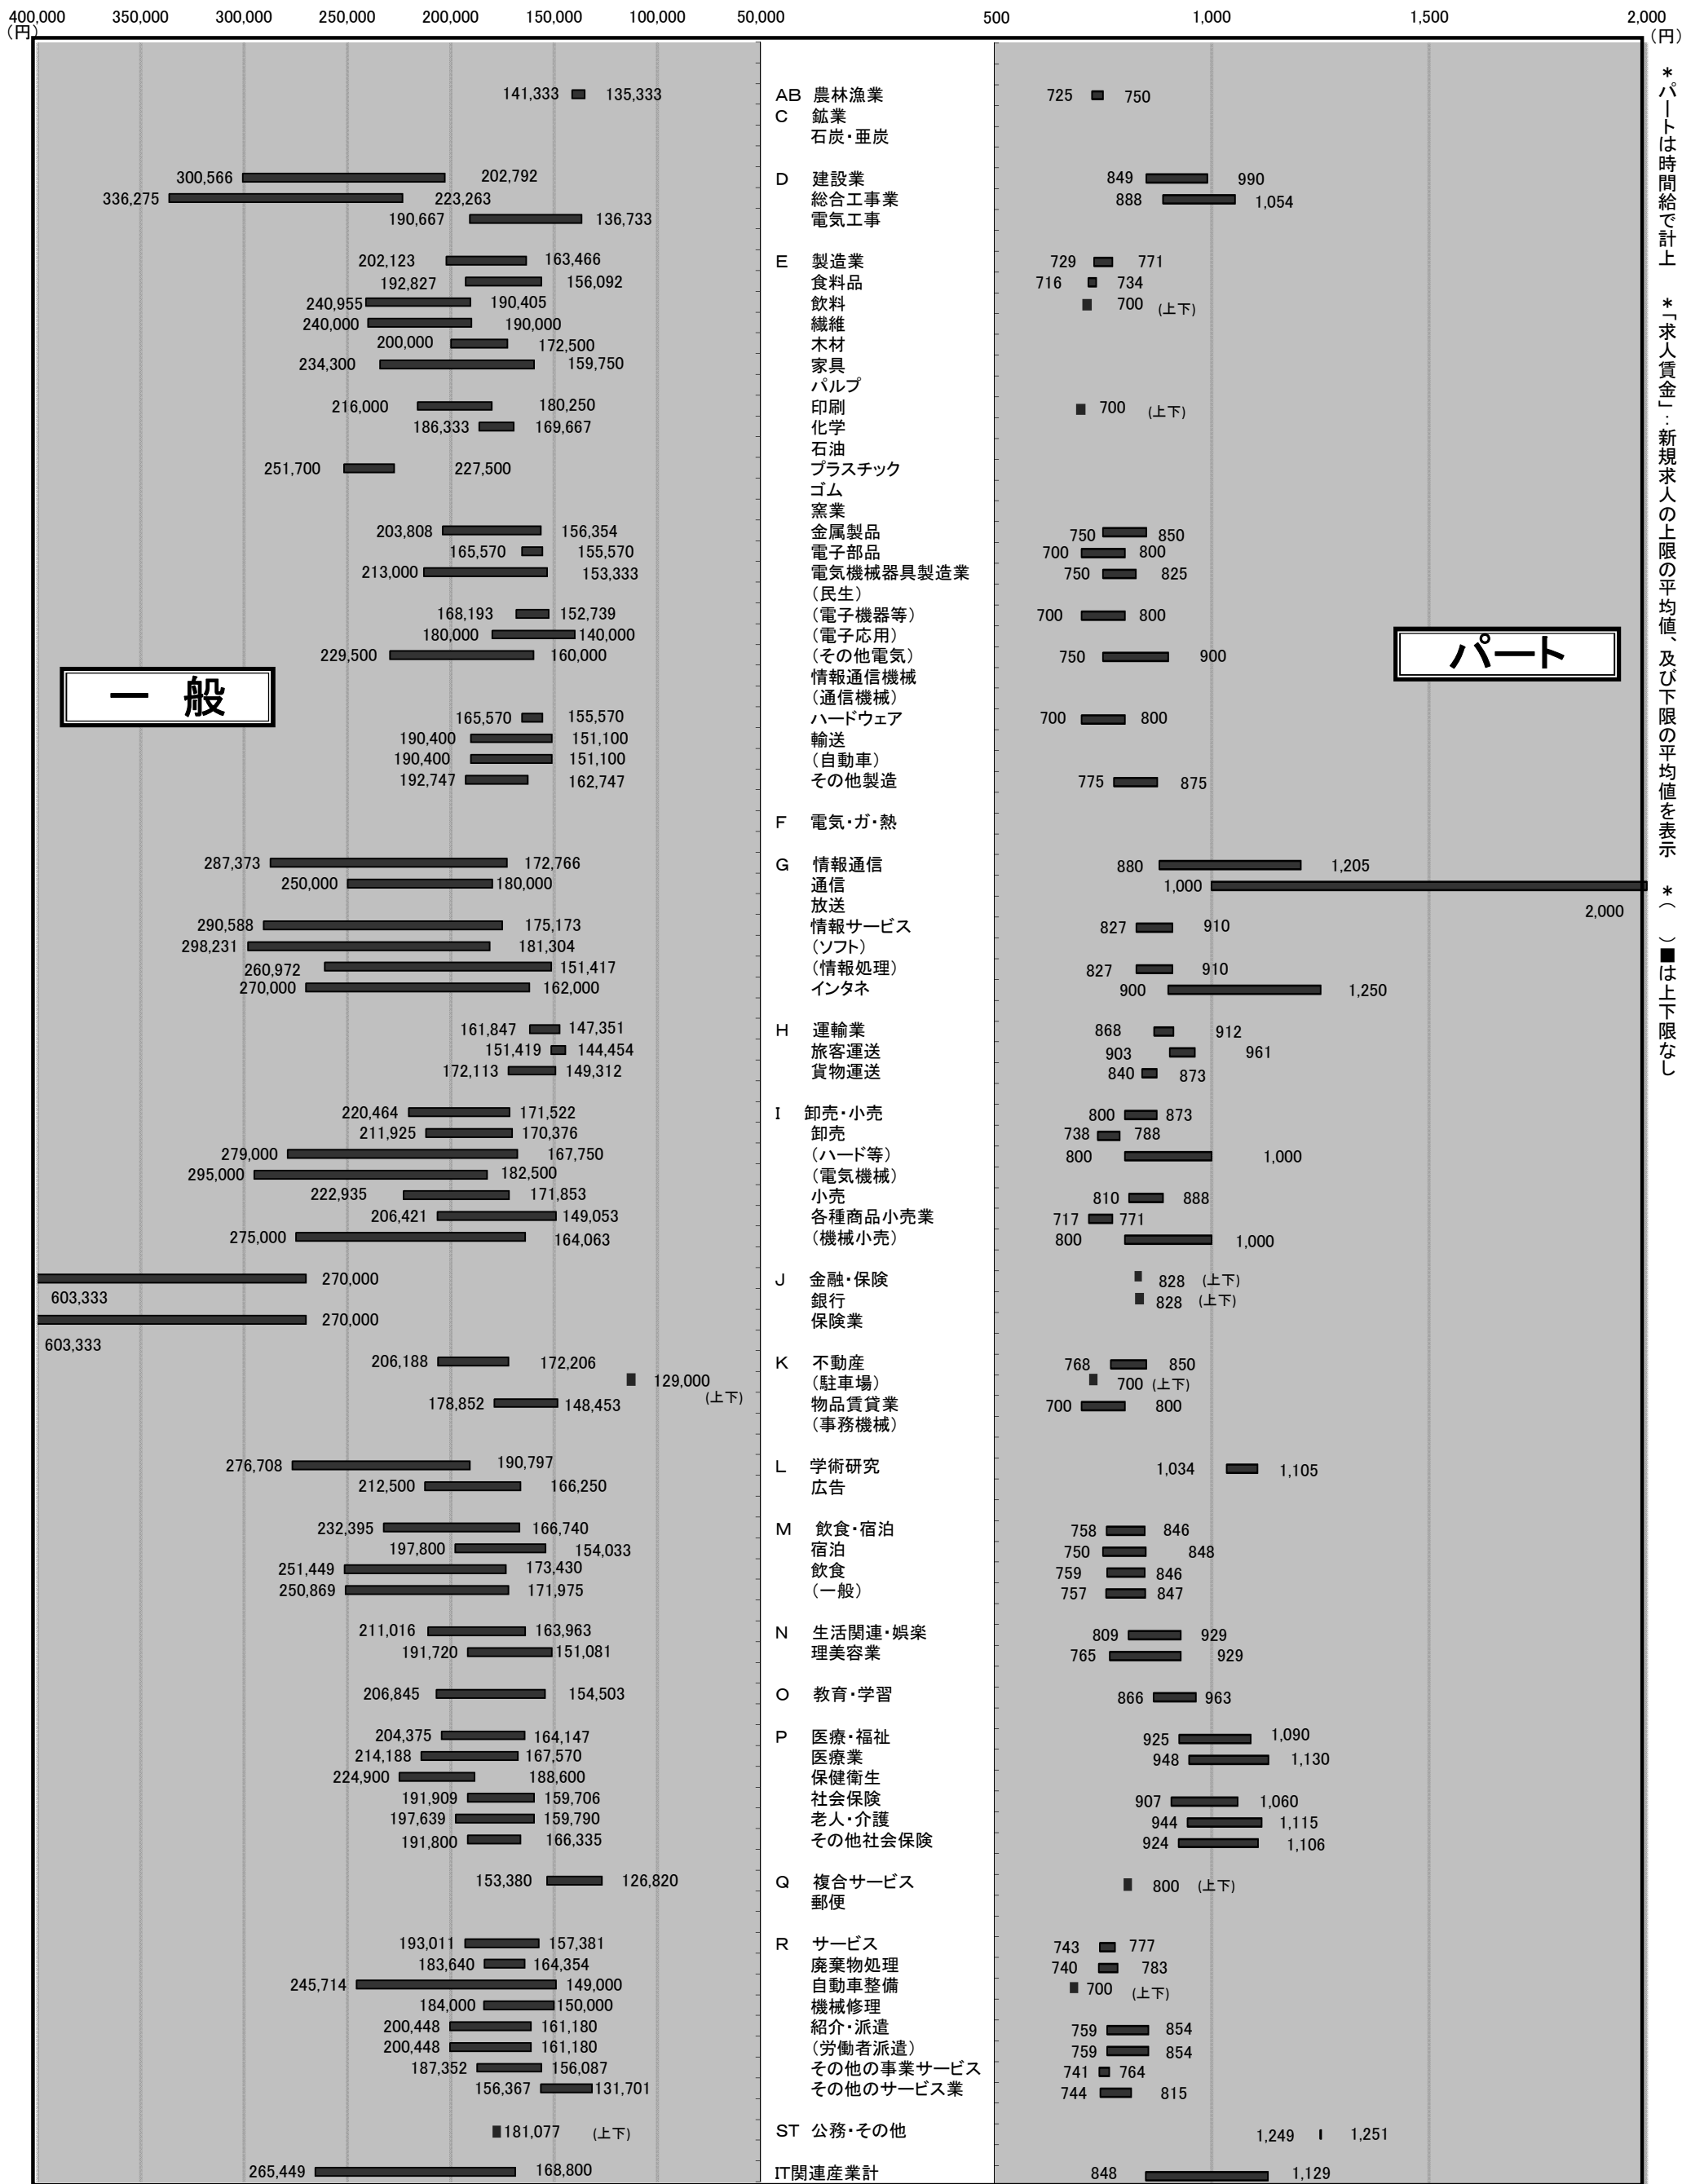 400,000 350,000 300,000 250,000 200,000 150,000 100,000 50,000 500 1,000 1,500 2,000
(円) (円)
141,333 135,333 AB 農林漁業 725 750
C 鉱業
石炭・亜炭
300,566 202,792 D 建設業 849 990
336,275 223,263 総合工事業 888 1,054
190,667 136,733 電気工事
202,123 163,466 E 製造業 729 771
192,827 156,092 食料品 716 734
240,955 190,405 飲料 700 (上下)
240,000 190,000 繊維
200,000 172,500 木材
234,300 159,750 家具
パルプ
216,000 180,250 印刷 700 (上下)
186,333 169,667 化学
石油
251,700 227,500 プラスチック
ゴム
窯業
203,808 156,354 金属製品 750 850
165,570 155,570 電子部品 700 800
213,000 153,333 電気機械器具製造業 750 825
(民生)
168,193 152,739 (電子機器等) 700 800
180,000 140,000 (電子応用)
229,500 160,000 (その他電気) 750 900
情報通信機械
(通信機械)
165,570 155,570 ハードウェア 700 800
190,400 151,100 輸送
190,400 151,100 (自動車)
192,747 162,747 その他製造 775 875
一 般
パート
F 電気・ガ・熱
287,373 172,766 G 情報通信 880 1,205
250,000 180,000 通信 1,000
放送 2,000
290,588 175,173 情報サービス 827 910
298,231 181,304 (ソフト)
260,972 151,417 (情報処理) 827 910
270,000 162,000 インタネ 900 1,250
161,847 147,351 H 運輸業 868 912
151,419 144,454 旅客運送 903 961
172,113 149,312 貨物運送 840 873
220,464 171,522 I 卸売・小売 800 873
211,925 170,376 卸売 738 788
279,000 167,750 (ハード等) 800 1,000
295,000 182,500 (電気機械)
222,935 171,853 小売 810 888
206,421 149,053 各種商品小売業 717 771
275,000 164,063 (機械小売) 800 1,000
270,000 J 金融・保険 828 (上下)
603,333 銀行 828 (上下)
270,000 保険業
603,333
206,188 172,206 K 不動産 768 850
129,000 (駐車場) 700 (上下)
(上下)
178,852 148,453 物品賃貸業 700 800
(事務機械)
276,708 190,797 L 学術研究 1,034 1,105
212,500 166,250 広告
232,395 166,740 M 飲食・宿泊 758 846
197,800 154,033 宿泊 750 848
251,449 173,430 飲食 759 846
250,869 171,975 (一般) 757 847
211,016 163,963 N 生活関連・娯楽 809 929
191,720 151,081 理美容業 765 929
206,845 154,503 O 教育・学習 866 963
204,375 164,147 P 医療・福祉 925 1,090
214,188 167,570 医療業 948 1,130
224,900 188,600 保健衛生
191,909 159,706 社会保険 907 1,060
197,639 159,790 老人・介護 944 1,115
191,800 166,335 その他社会保険 924 1,106
153,380 126,820 Q 複合サービス 800 (上下)
郵便
193,011 157,381 R サービス 743 777
183,640 164,354 廃棄物処理 740 783
245,714 149,000 自動車整備 700 (上下)
184,000 150,000 機械修理
200,448 161,180 紹介・派遣 759 854
200,448 161,180 (労働者派遣) 759 854
187,352 156,087 その他の事業サービス 741 764
156,367 131,701 その他のサービス業 744 815
181,077 (上下) ST 公務・その他 1,249 1,251
265,449 168,800 IT関連産業計 848 1,129
*パートは時間給で計上 *「求人賃金」:新規求人の上限の平均値、及び下限の平均値を表示 *( )■は上下限なし